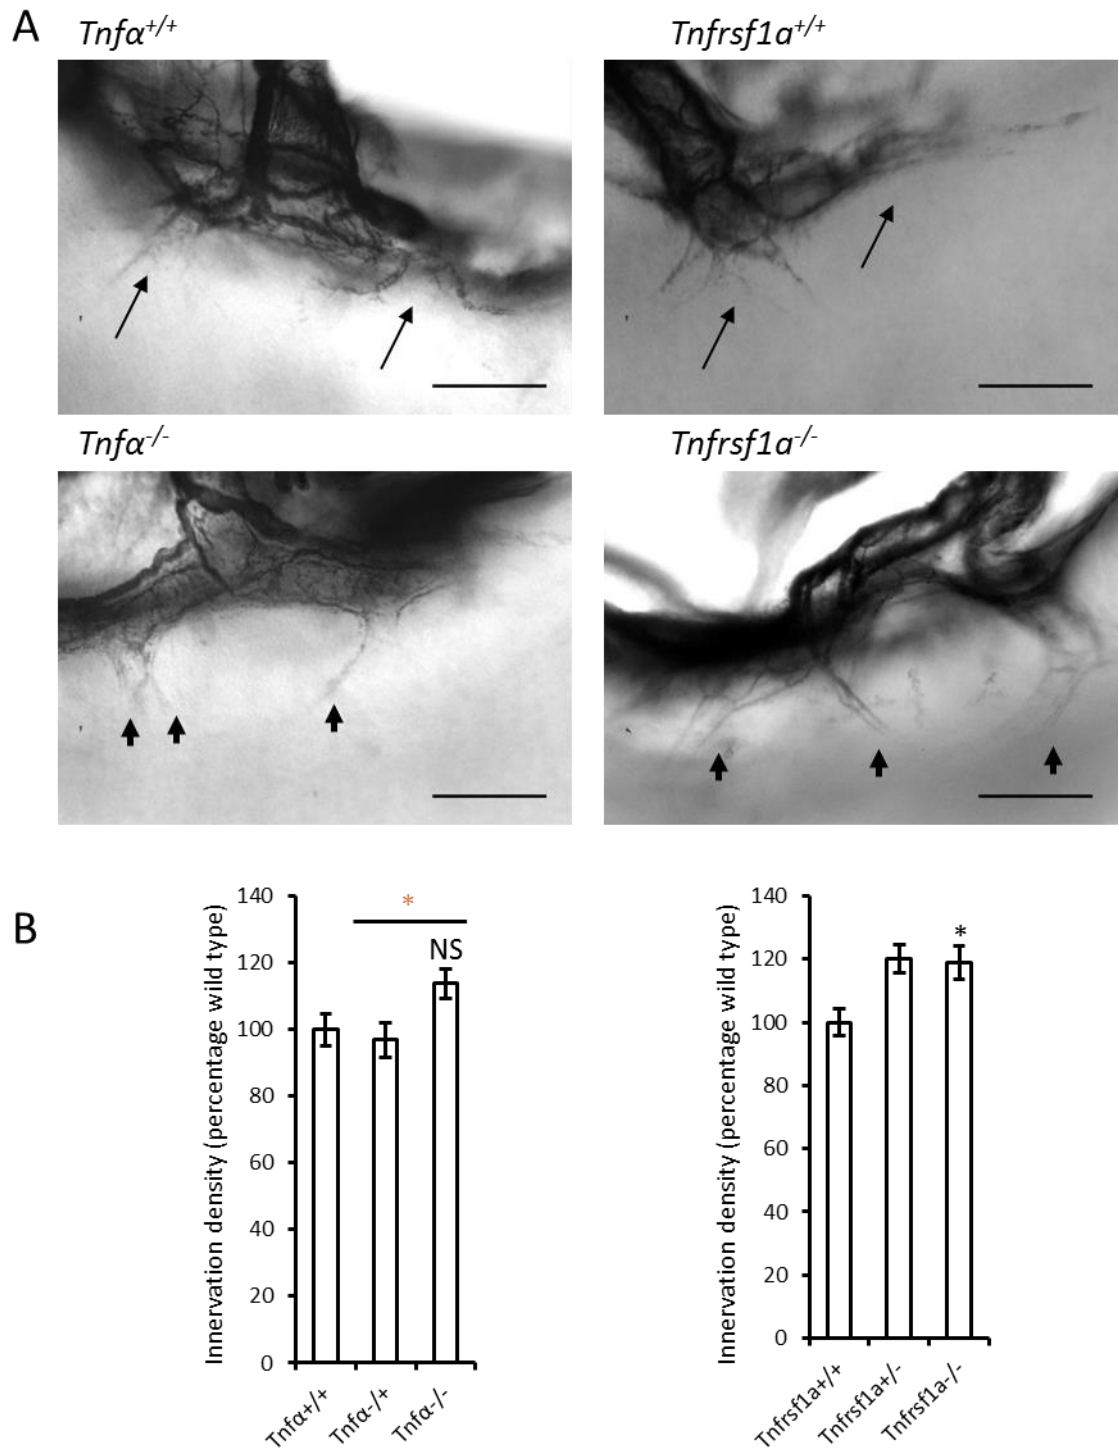 A
Tnfα+/+
Tnfrsf1a+/+
Tnfα-/-
Tnfrsf1a-/-
B
Innervation density (percentage wild type)
140
120
100
80
60
40
20
0
*
NS
Tnfα+/+
Tnfα-/+
Tnfα-/-
Innervation density (percentage wild type)
140
120
100
80
60
40
20
0
*
Tnfrsf1a+/+
Tnfrsf1a+/-
Tnfrsf1a-/-